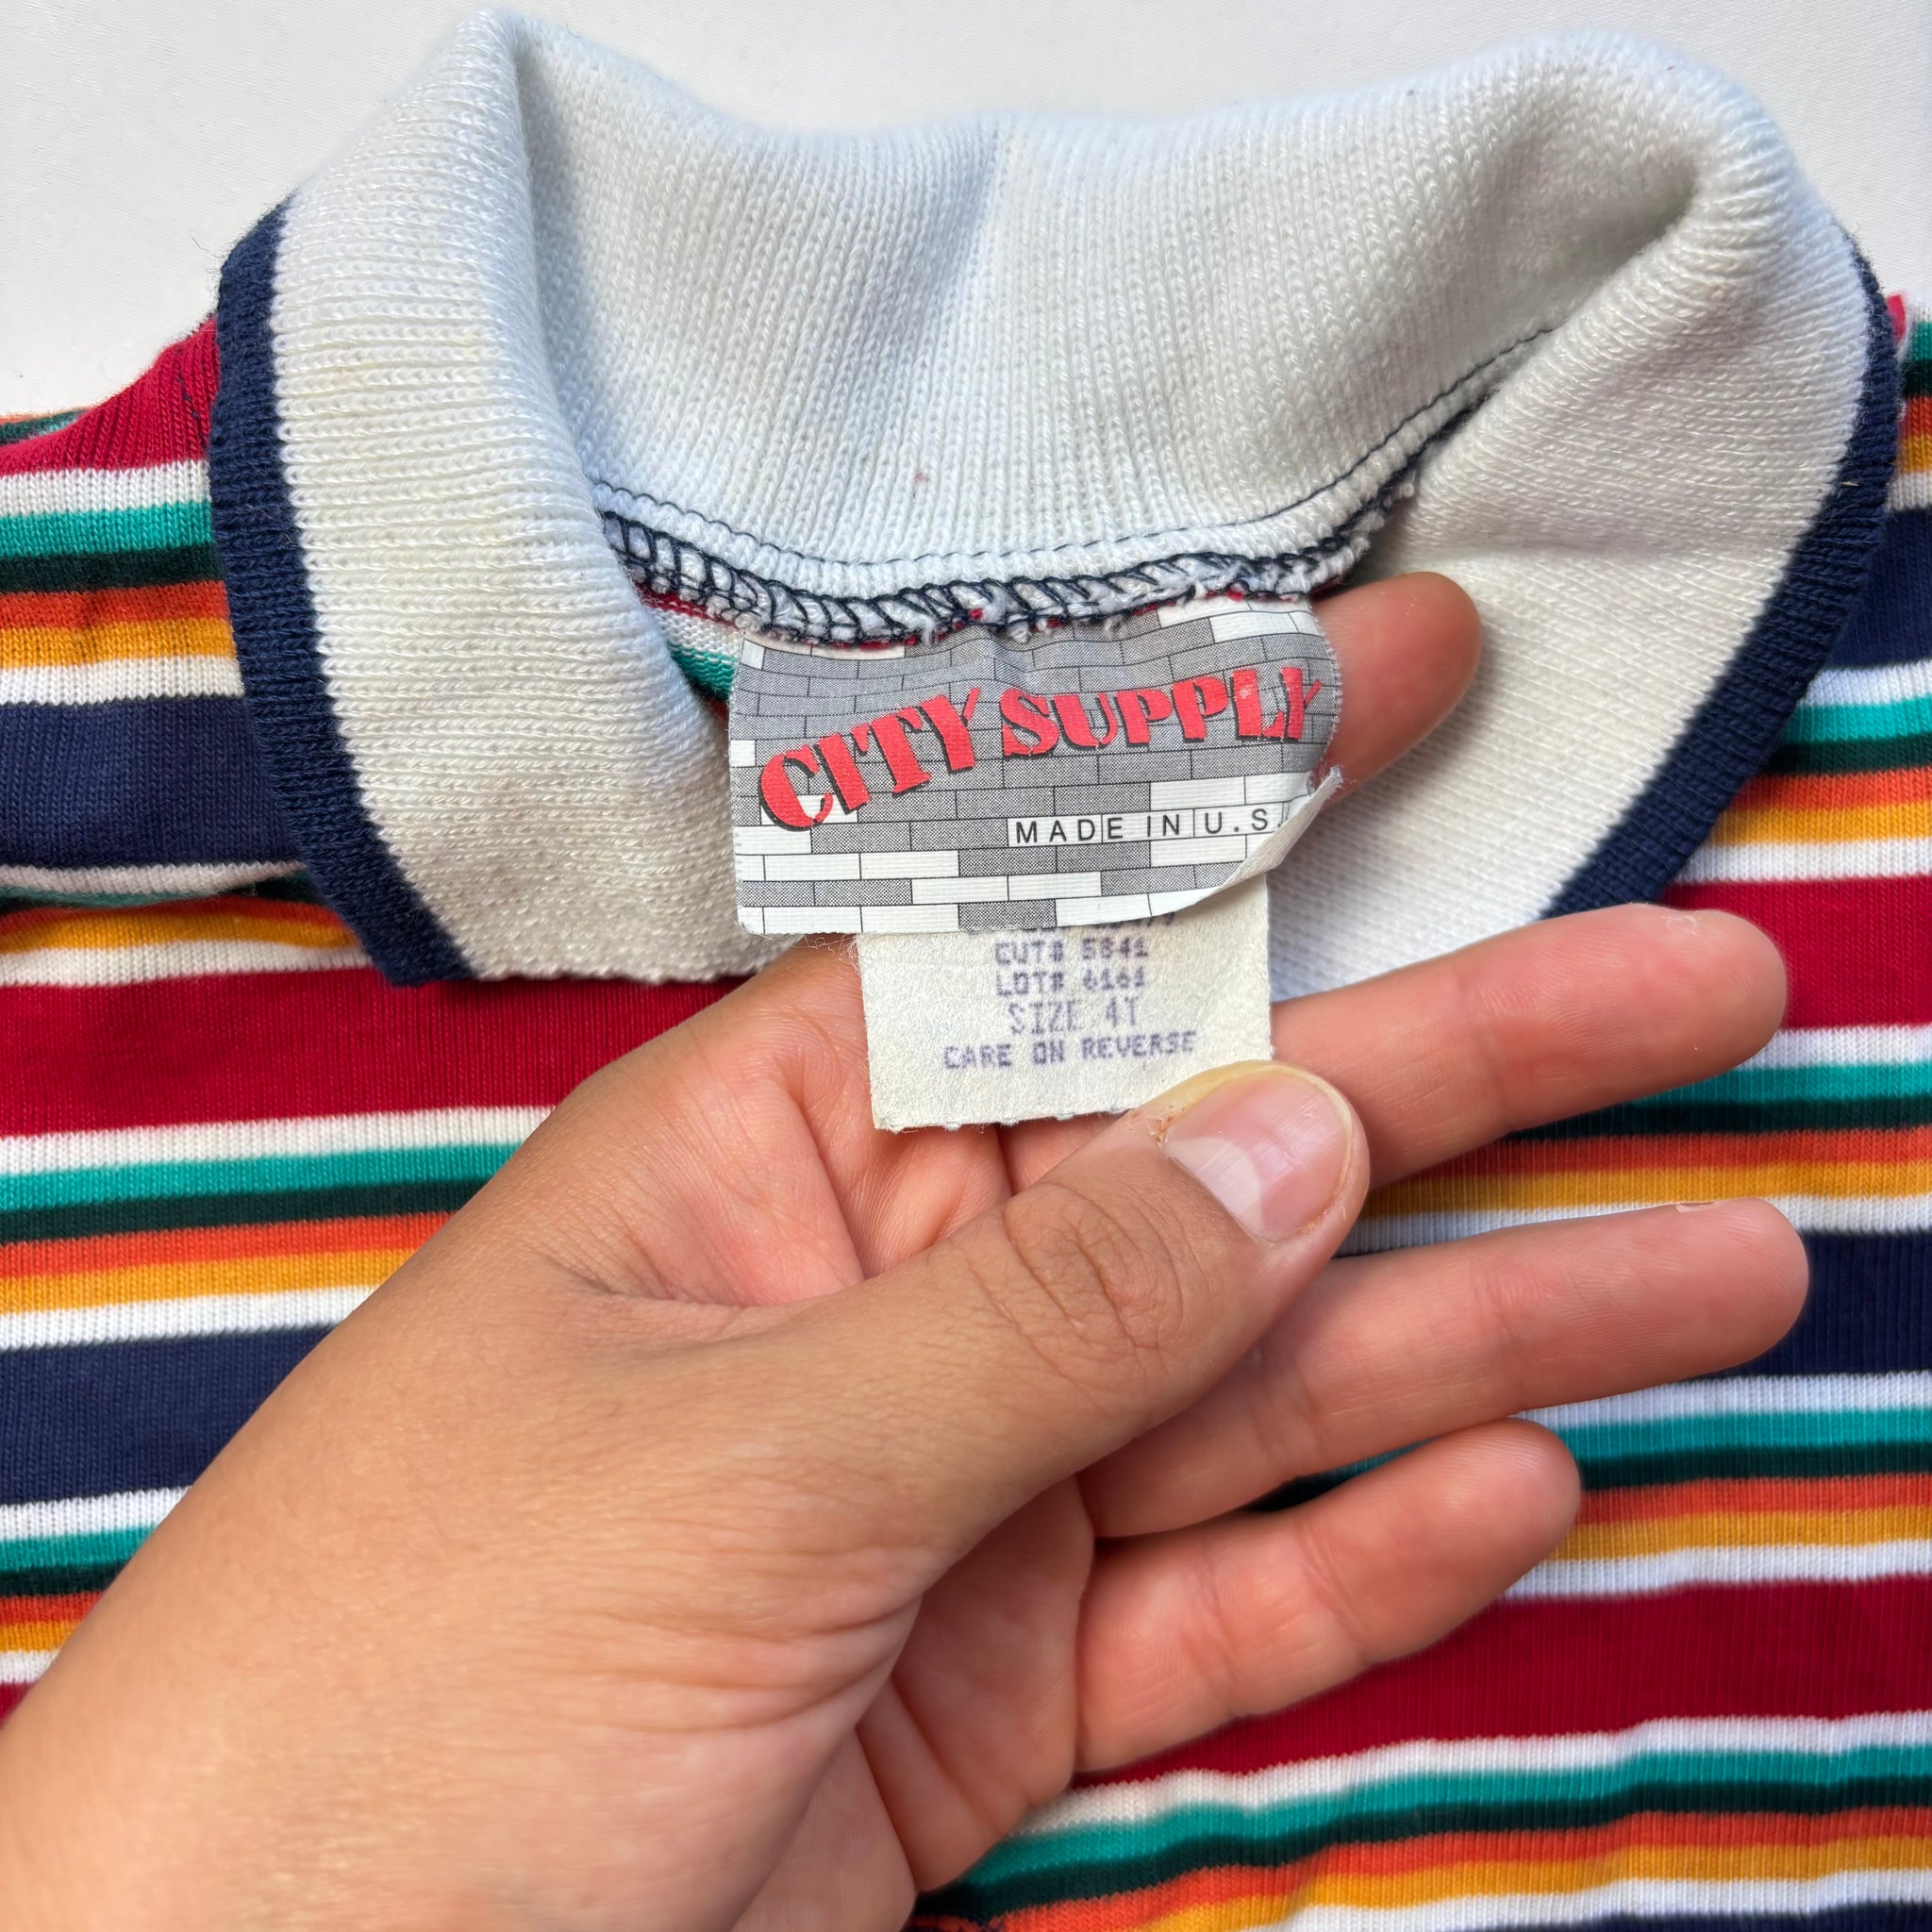 CITY SUPPLY
MADE IN U.S.
CUT# 5841
LOT# 6161
SIZE 4T
CARE ON REVERSE